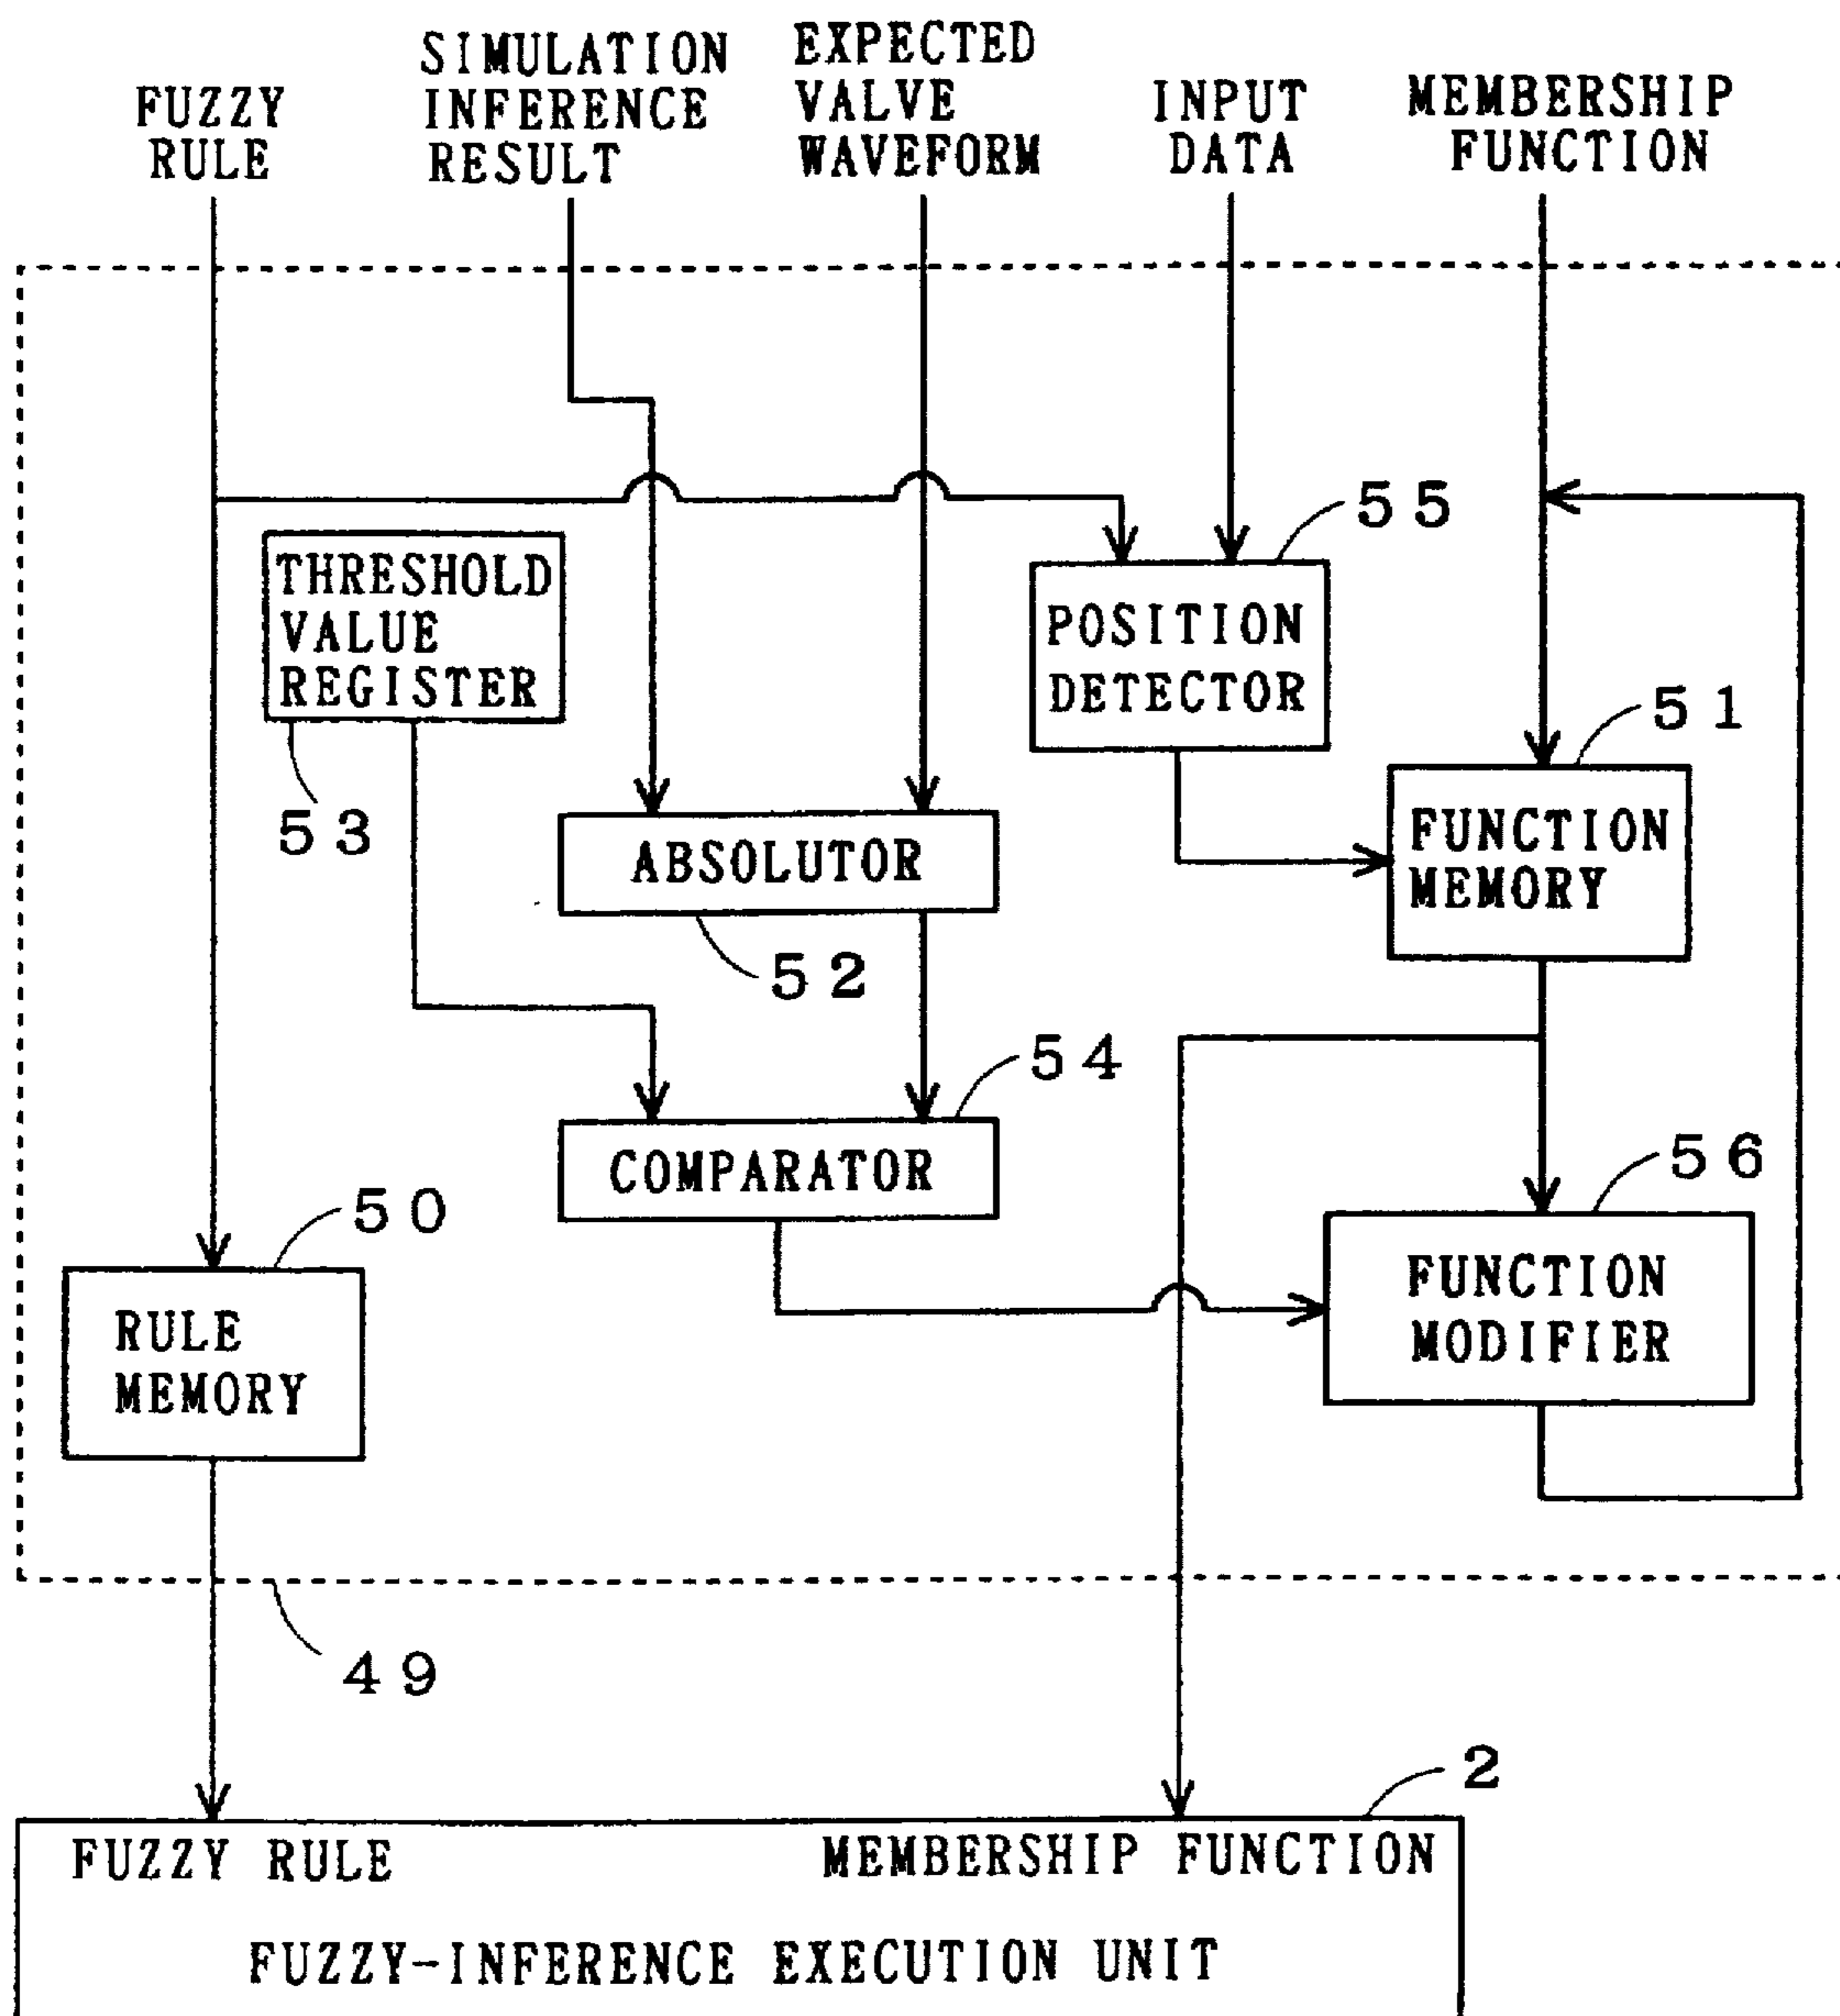 FUZZY
RULE
SIMULATION
INFERENCE
RESULT
EXPECTED
VALVE
WAVEFORM
INPUT
DATA
MEMBERSHIP
FUNCTION
55
THRESHOLD
VALUE
REGISTER
53
POSITION
DETECTOR
51
FUNCTION
MEMORY
ABSOLUTOR
52
54
COMPARATOR
56
FUNCTION
MODIFIER
50
RULE
MEMORY
49
2
FUZZY RULE
MEMBERSHIP FUNCTION
FUZZY-INFERENCE EXECUTION UNIT